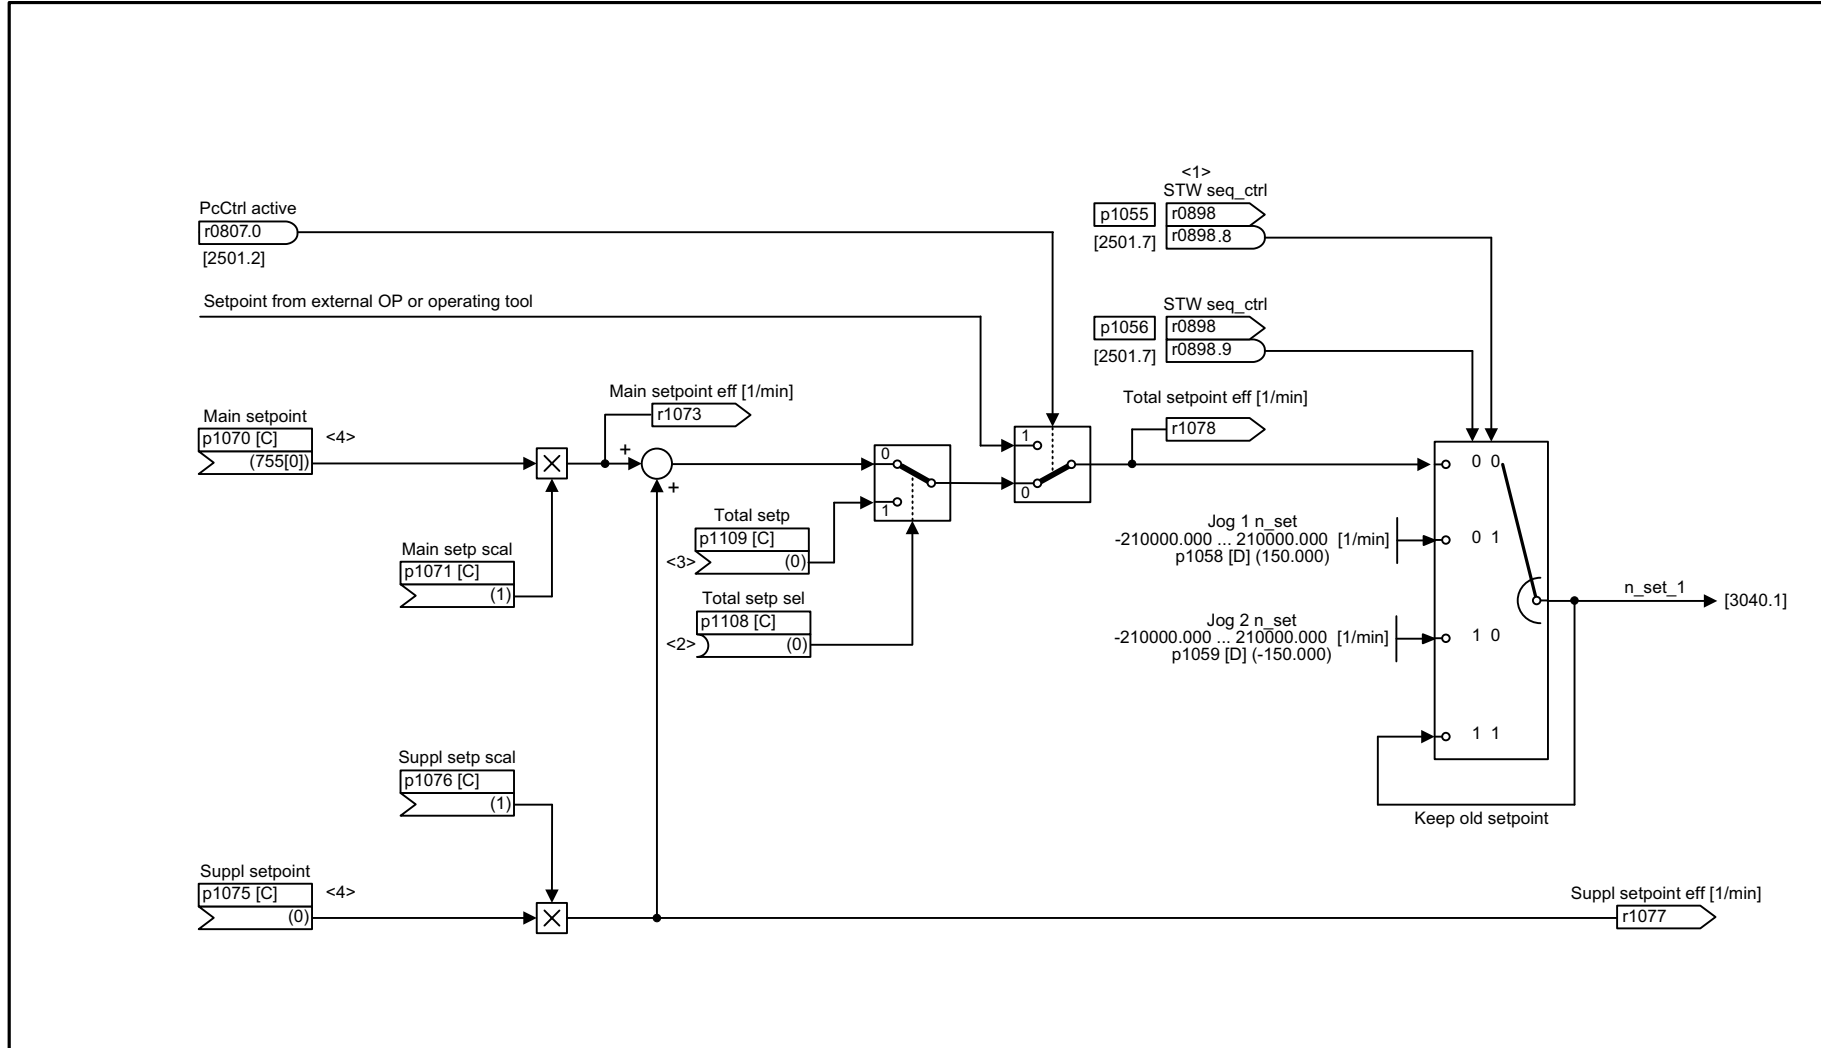 <1>
STW seq_ctrl
p1055
r0898
[2501.7]
r0898.8
PcCtrl active
r0807.0
[2501.2]
Setpoint from external OP or operating tool
STW seq_ctrl
p1056
r0898
[2501.7]
r0898.9
Main setpoint eff [1/min]
r1073
Total setpoint eff [1/min]
r1078
Main setpoint
p1070 [C]
<4>
(755[0])
+
+
0
1
1
0
0 0
Main setp scal
p1071 [C]
(1)
Total setp
p1109 [C]
<3>
(0)
Total setp sel
p1108 [C]
<2>
(0)
Jog 1 n_set
-210000.000 ... 210000.000 [1/min]
p1058 [D] (150.000)
0 1
n_set_1
[3040.1]
Jog 2 n_set
-210000.000 ... 210000.000 [1/min]
p1059 [D] (-150.000)
1 0
1 1
Keep old setpoint
Suppl setp scal
p1076 [C]
(1)
Suppl setpoint
p1075 [C]
<4>
(0)
Suppl setpoint eff [1/min]
r1077